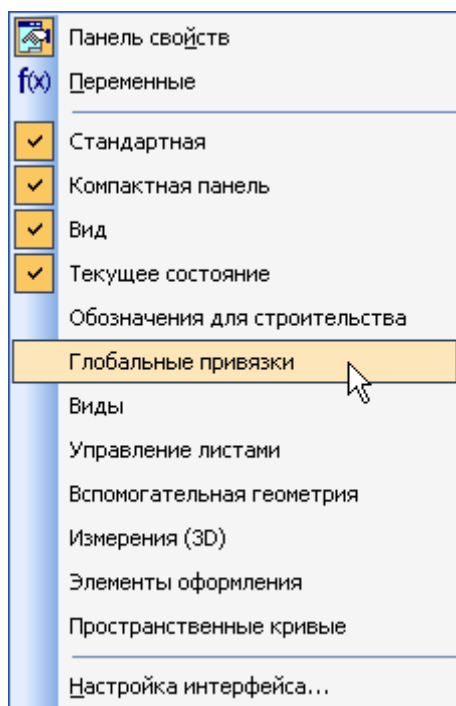 Панель свойств
f(x) Переменные
Стандартная
Компактная панель
Вид
Текущее состояние
Обозначения для строительства
Глобальные привязки
Виды
Управление листами
Вспомогательная геометрия
Измерения (3D)
Элементы оформления
Пространственные кривые
Настройка интерфейса...